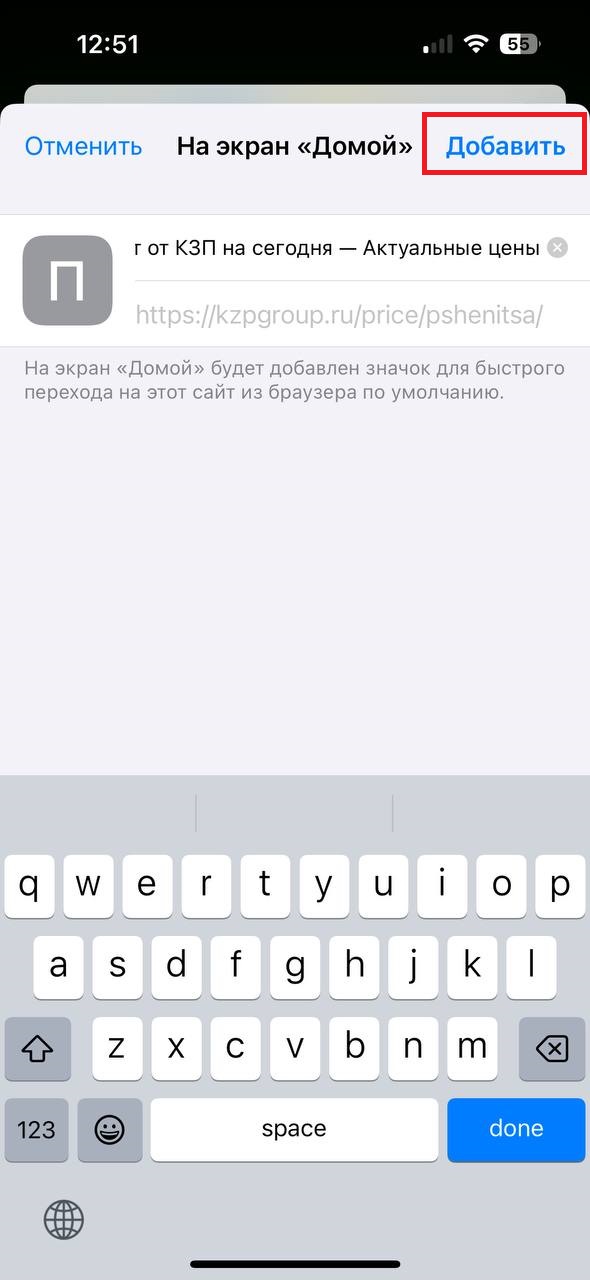 12:51
55
Отменить На экран «Домой» Добавить
П
т от КЗП на сегодня — Актуальные цены
https://kzpgroup.ru/price/pshenitsa/
На экран «Домой» будет добавлен значок для быстрого
перехода на этот сайт из браузера по умолчанию.
q w e r t y u i o p
a s d f g h j k l
z x c v b n m
123 space done